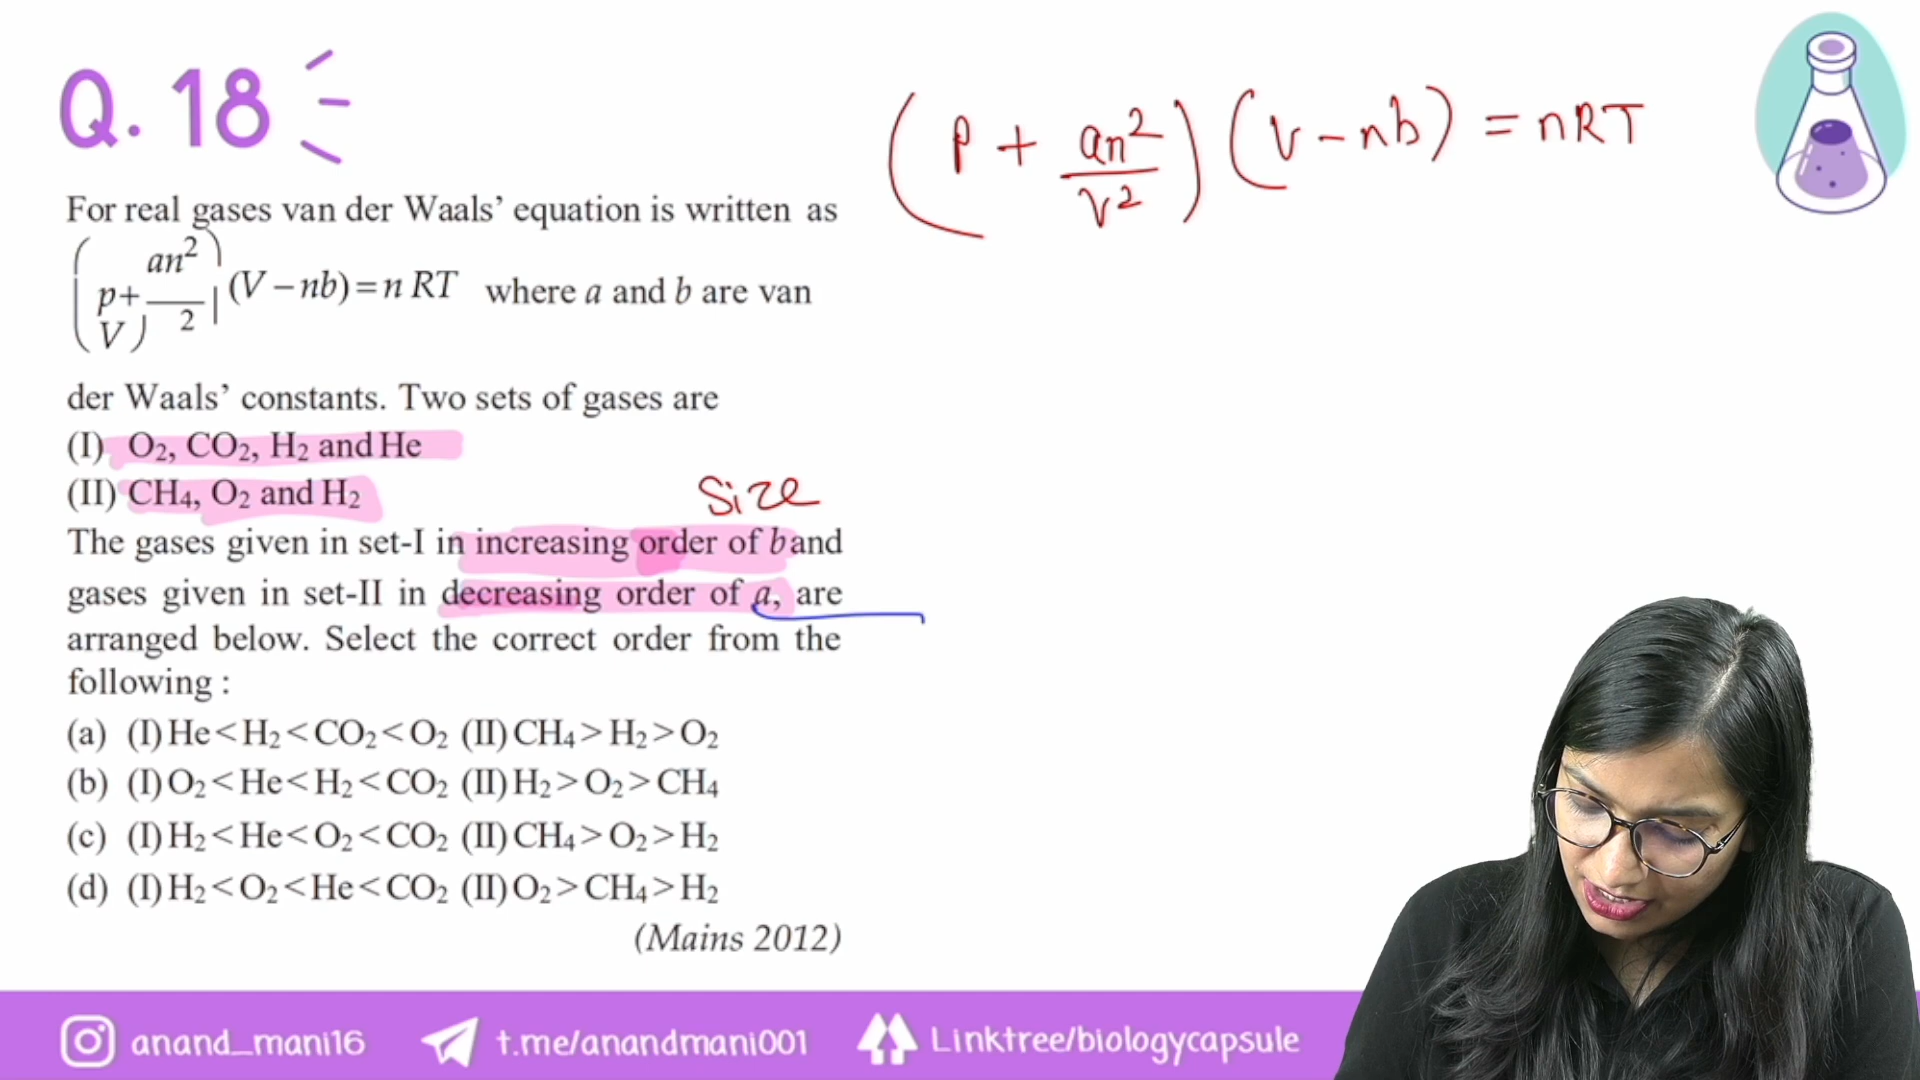 Q. 18
(P + an²/V²) (V - nb) = nRT
For real gases van der Waals’ equation is written as
(p + an²/V²) (V – nb) = n RT where a and b are van
der Waals’ constants. Two sets of gases are
(I) O₂, CO₂, H₂ and He
(II) CH₄, O₂ and H₂
Size
The gases given in set-I in increasing order of b and
gases given in set-II in decreasing order of a, are
arranged below. Select the correct order from the
following :
(a) (I) He < H₂ < CO₂ < O₂ (II) CH₄ > H₂ > O₂
(b) (I) O₂ < He < H₂ < CO₂ (II) H₂ > O₂ > CH₄
(c) (I) H₂ < He < O₂ < CO₂ (II) CH₄ > O₂ > H₂
(d) (I) H₂ < O₂ < He < CO₂ (II) O₂ > CH₄ > H₂
(Mains 2012)
anand_mani16 t.me/anandmani001 Linktree/biologycapsule